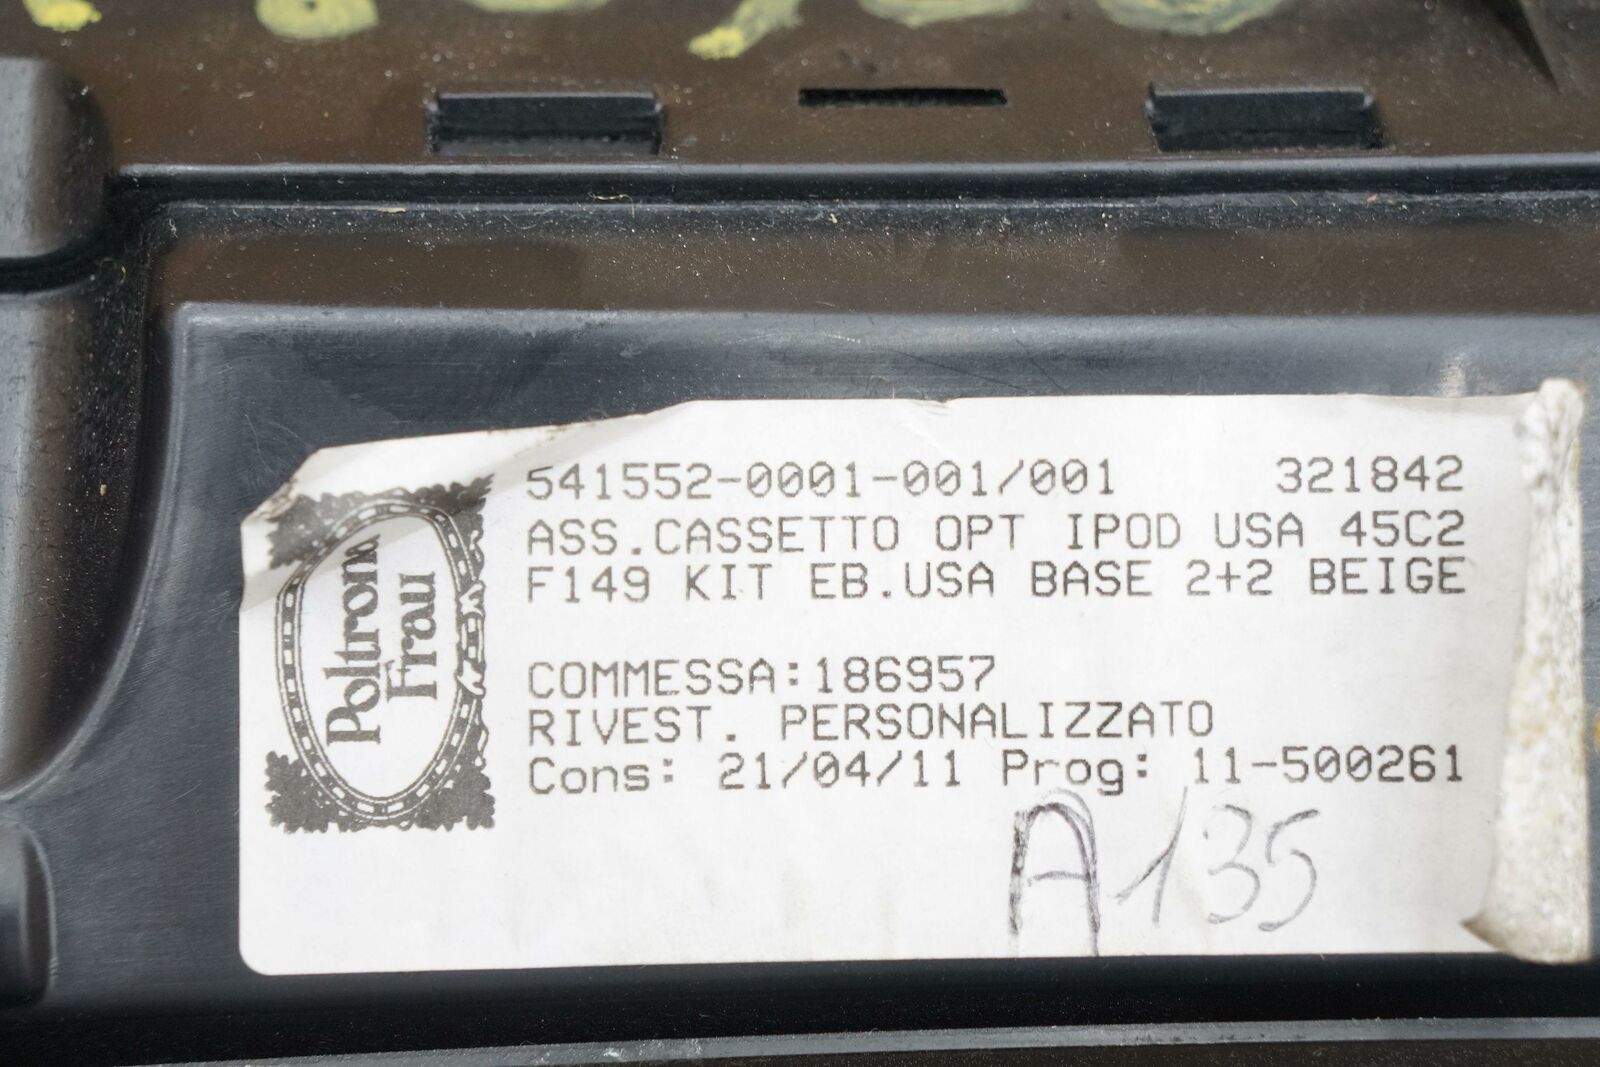 541552-0001-001/001 321842
ASS.CASSETTO OPT IPOD USA 45C2
F149 KIT EB.USA BASE 2+2 BEIGE
COMMESSA:186957
RIVEST. PERSONALIZZATO
Cons: 21/04/11 Prog: 11-500261
A 135
Poltrona
Frau